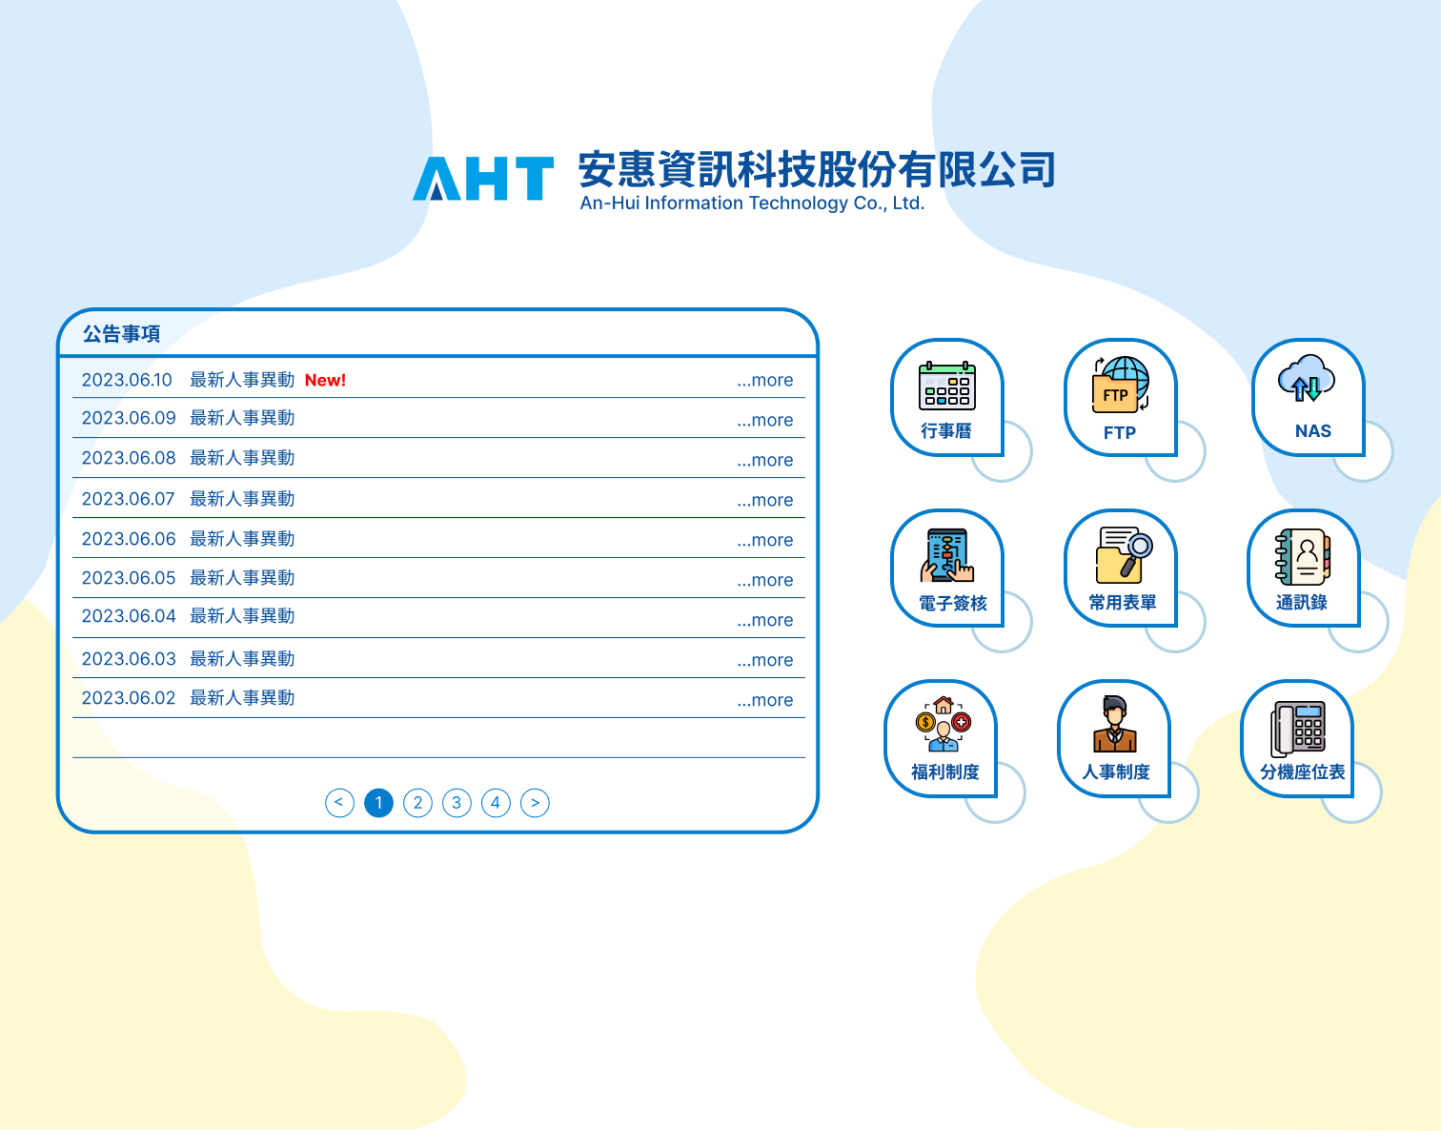 AHT 安惠資訊科技股份有限公司
An-Hui Information Technology Co., Ltd.
公告事項
2023.06.10 最新人事異動 New! ...more
2023.06.09 最新人事異動 ...more
2023.06.08 最新人事異動 ...more
2023.06.07 最新人事異動 ...more
2023.06.06 最新人事異動 ...more
2023.06.05 最新人事異動 ...more
2023.06.04 最新人事異動 ...more
2023.06.03 最新人事異動 ...more
2023.06.02 最新人事異動 ...more
< 1 2 3 4 >
行事曆
FTP
FTP
NAS
電子簽核
常用表單
通訊錄
$
福利制度
人事制度
分機座位表